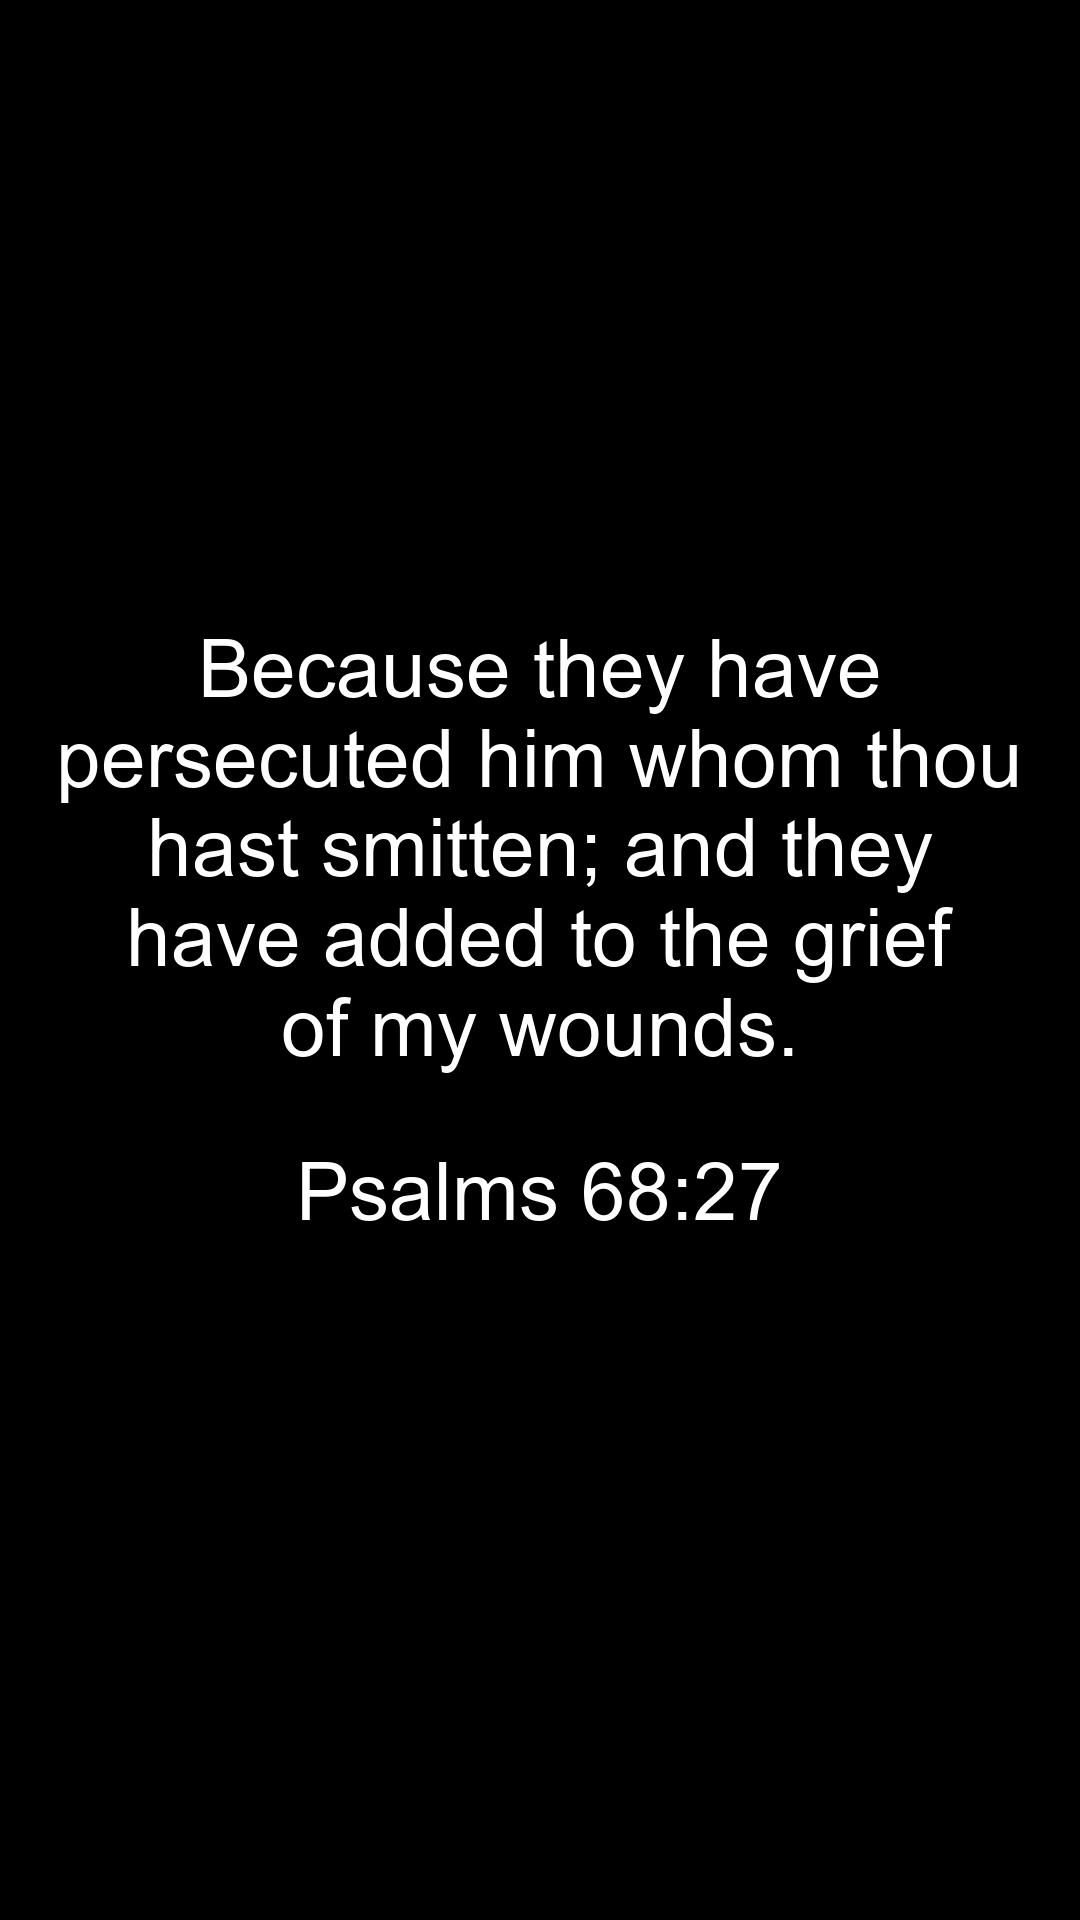 Because they have
persecuted him whom thou
hast smitten; and they
have added to the grief
of my wounds.
Psalms 68:27